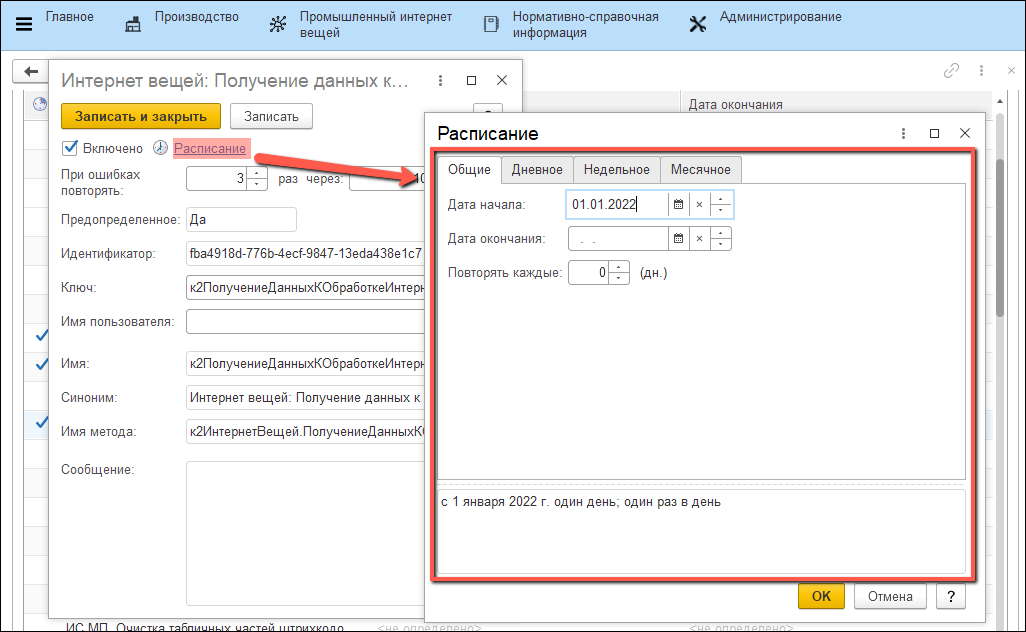 Главное
Производство
Промышленный интернет
вещей
Нормативно-справочная
информация
Администрирование
Интернет вещей: Получение данных к...
Дата окончания
Записать и закрыть
Записать
Включено
Расписание
При ошибках
повторять:
3
раз через:
Предопределенное:
Да
Идентификатор:
fba4918d-776b-4ecf-9847-13eda438e1c7
Ключ:
к2ПолучениеДанныхКОбработкеИнтерн
Имя пользователя:
Имя:
к2ПолучениеДанныхКОбработкеИнтерн
Синоним:
Интернет вещей: Получение данных к
Имя метода:
к2ИнтернетВещей.ПолучениеДанныхКО
Сообщение:
Расписание
Общие
Дневное
Недельное
Месячное
Дата начала:
01.01.2022
Дата окончания:
. .
Повторять каждые:
0
(дн.)
с 1 января 2022 г. один день; один раз в день
OK
Отмена
?
ИС МП. Очистка табличных частей штрихкодо...
<не определено>
<не определено>